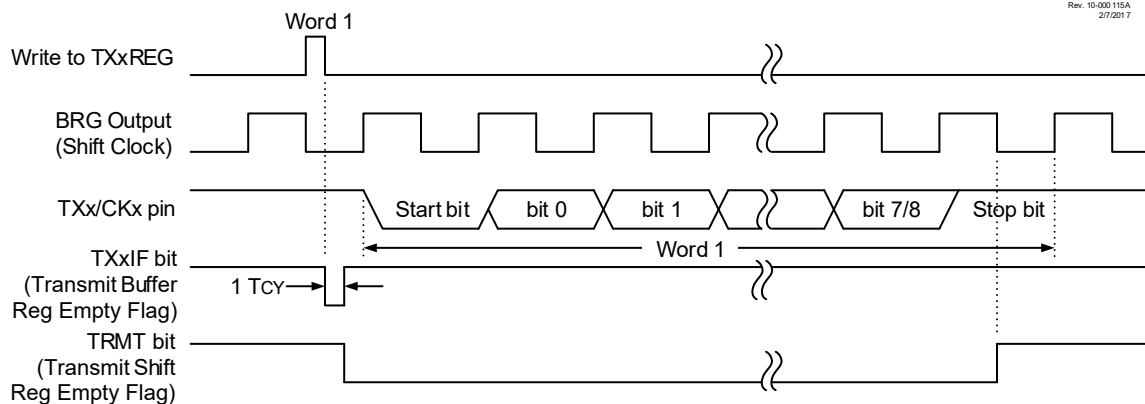 Rev. 10-000 115A
2/7/2017
Word 1
Write to TXxREG
BRG Output
(Shift Clock)
TXx/CKx pin
Start bit
bit 0
bit 1
bit 7/8
Stop bit
Word 1
TXxIF bit
(Transmit Buffer
Reg Empty Flag)
1 TCY
TRMT bit
(Transmit Shift
Reg Empty Flag)